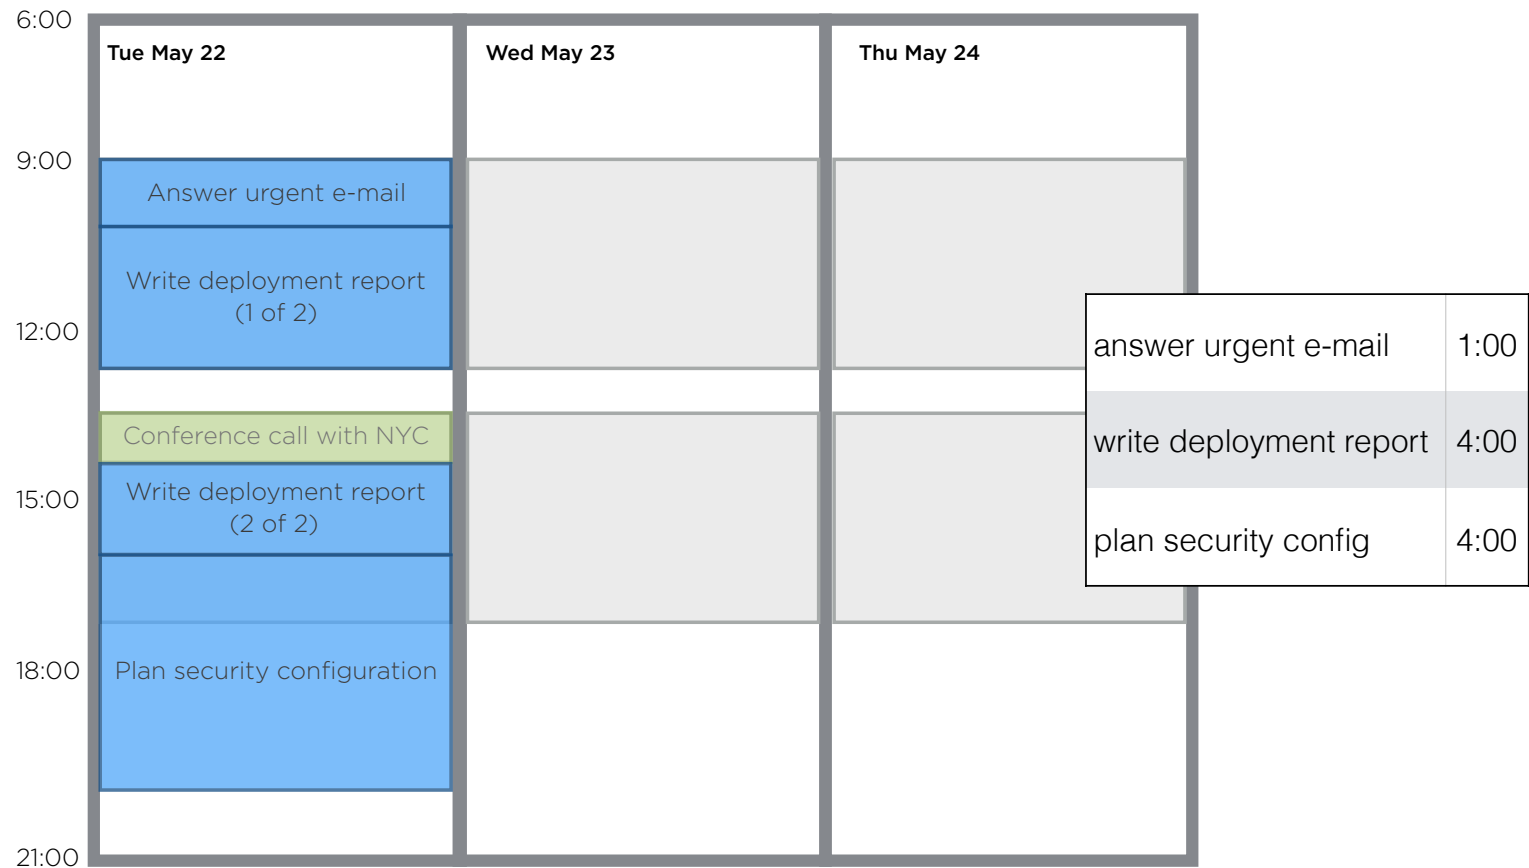 6:00
Tue May 22
Wed May 23
Thu May 24
9:00
Answer urgent e-mail
Write deployment report
(1 of 2)
12:00
answer urgent e-mail 1:00
Conference call with NYC
write deployment report 4:00
15:00
Write deployment report
(2 of 2)
plan security config 4:00
18:00
Plan security configuration
21:00